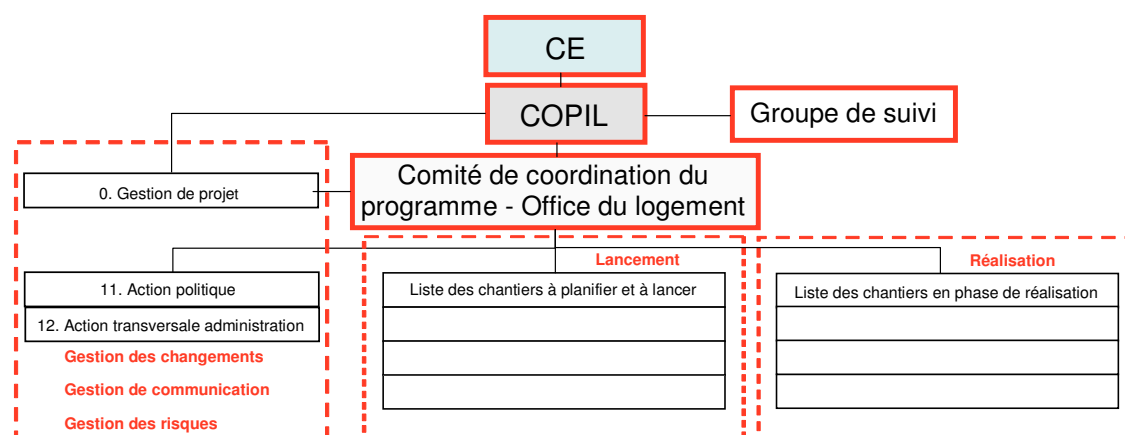 CE
COPIL
Groupe de suivi
Comité de coordination du
programme - Office du logement
0. Gestion de projet
Lancement
Réalisation
11. Action politique
Liste des chantiers à planifier et à lancer
Liste des chantiers en phase de réalisation
12. Action transversale administration
Gestion des changements
Gestion de communication
Gestion des risques